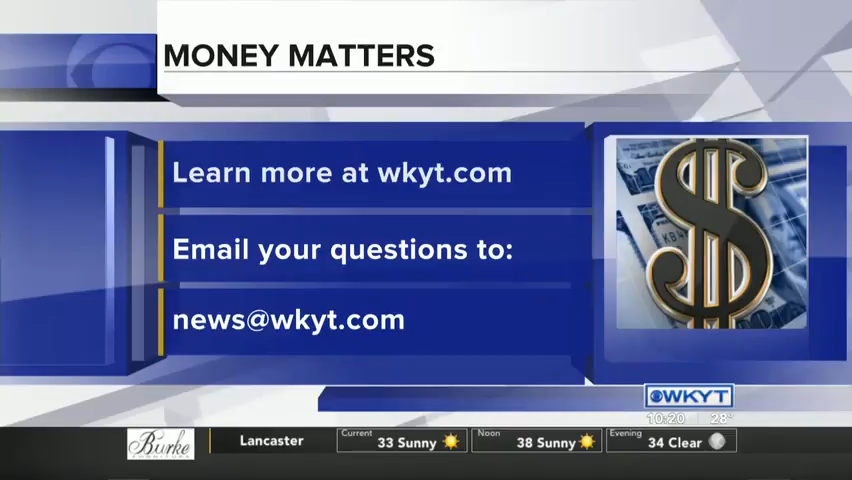 MONEY MATTERS
Learn more at wkyt.com
Email your questions to:
news@wkyt.com
WKYT
10:20 28°
Burke
FURNITURE
Lancaster
Current
33 Sunny
Noon
38 Sunny
Evening
34 Clear